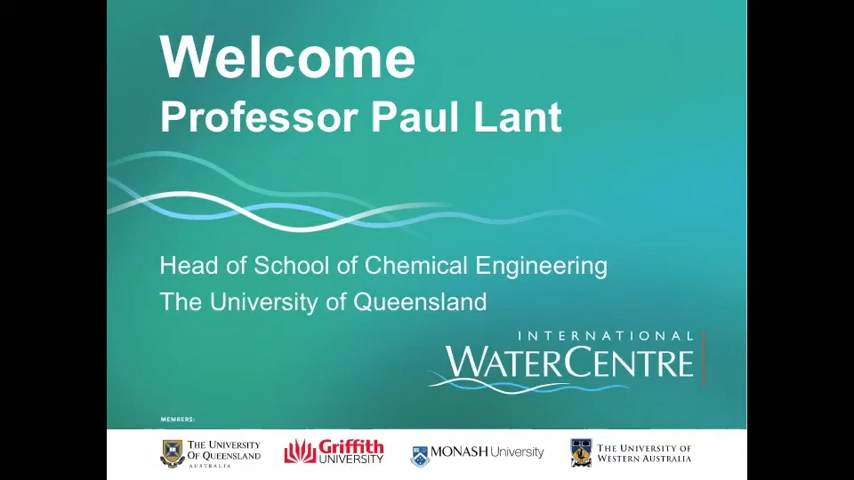 Welcome
Professor Paul Lant
Head of School of Chemical Engineering
The University of Queensland
INTERNATIONAL
WATERCENTRE
MEMBERS:
THE UNIVERSITY
OF QUEENSLAND
AUSTRALIA
Griffith
UNIVERSITY
MONASH University
THE UNIVERSITY OF
WESTERN AUSTRALIA